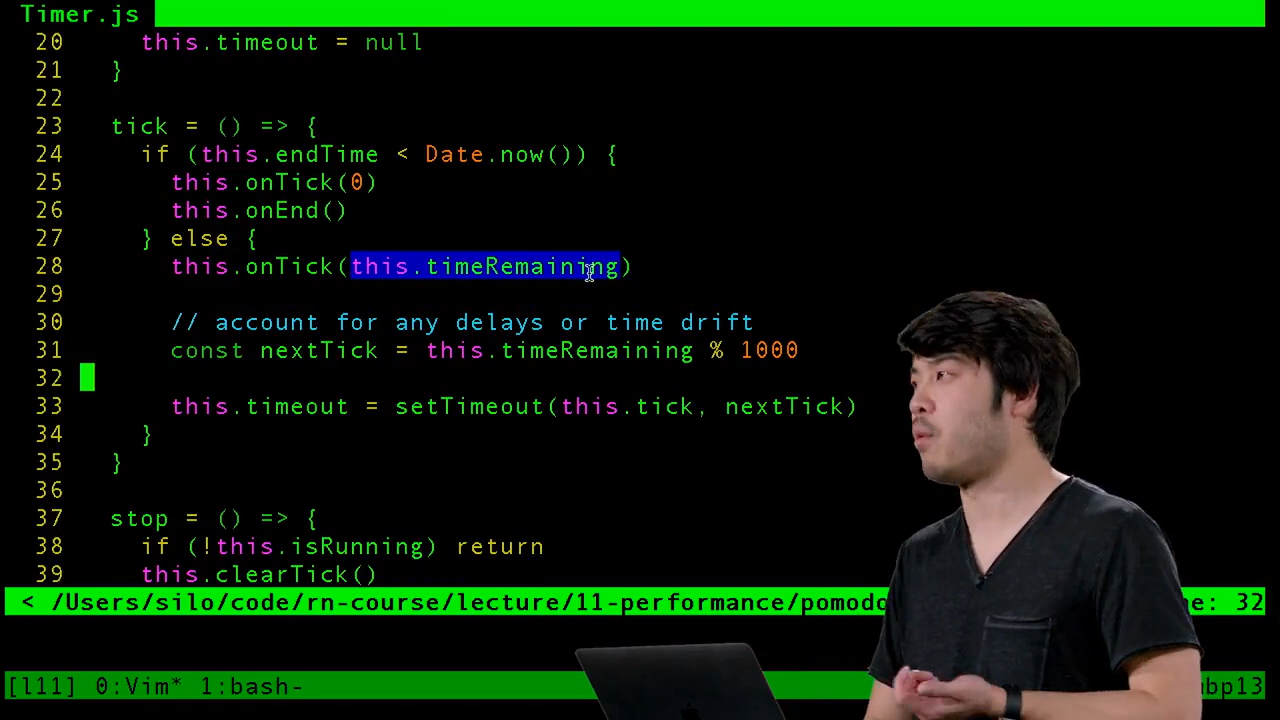 Timer.js
20 this.timeout = null
21 }
22
23 tick = () => {
24 if (this.endTime < Date.now()) {
25 this.onTick(0)
26 this.onEnd()
27 } else {
28 this.onTick(this.timeRemaining)
29
30 // account for any delays or time drift
31 const nextTick = this.timeRemaining % 1000
32
33 this.timeout = setTimeout(this.tick, nextTick)
34 }
35 }
36
37 stop = () => {
38 if (!this.isRunning) return
39 this.clearTick()
< /Users/silo/code/rn-course/lecture/11-performance/pomodo e: 32
[l11] 0:Vim* 1:bash- bp13